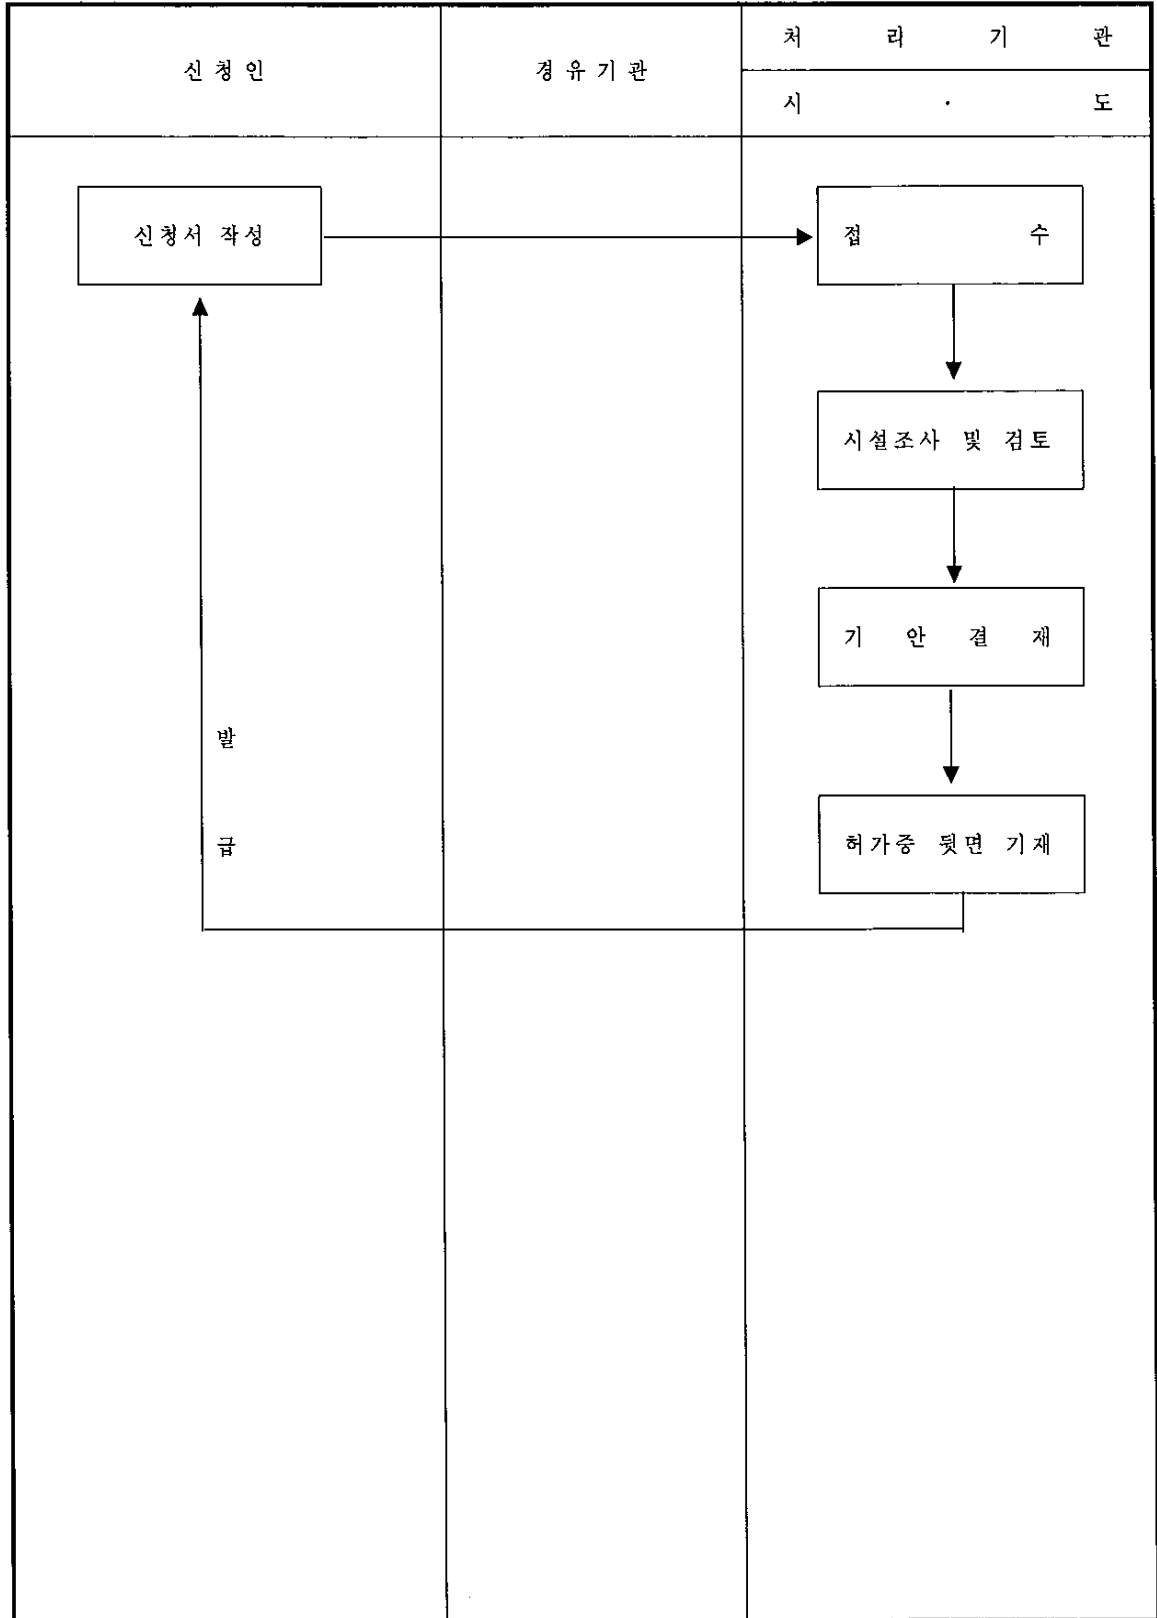 신청인
경유기관
처리기관
시·도
신청서 작성
접수
시설조사 및 검토
기안결재
발급
허가증 뒷면 기재